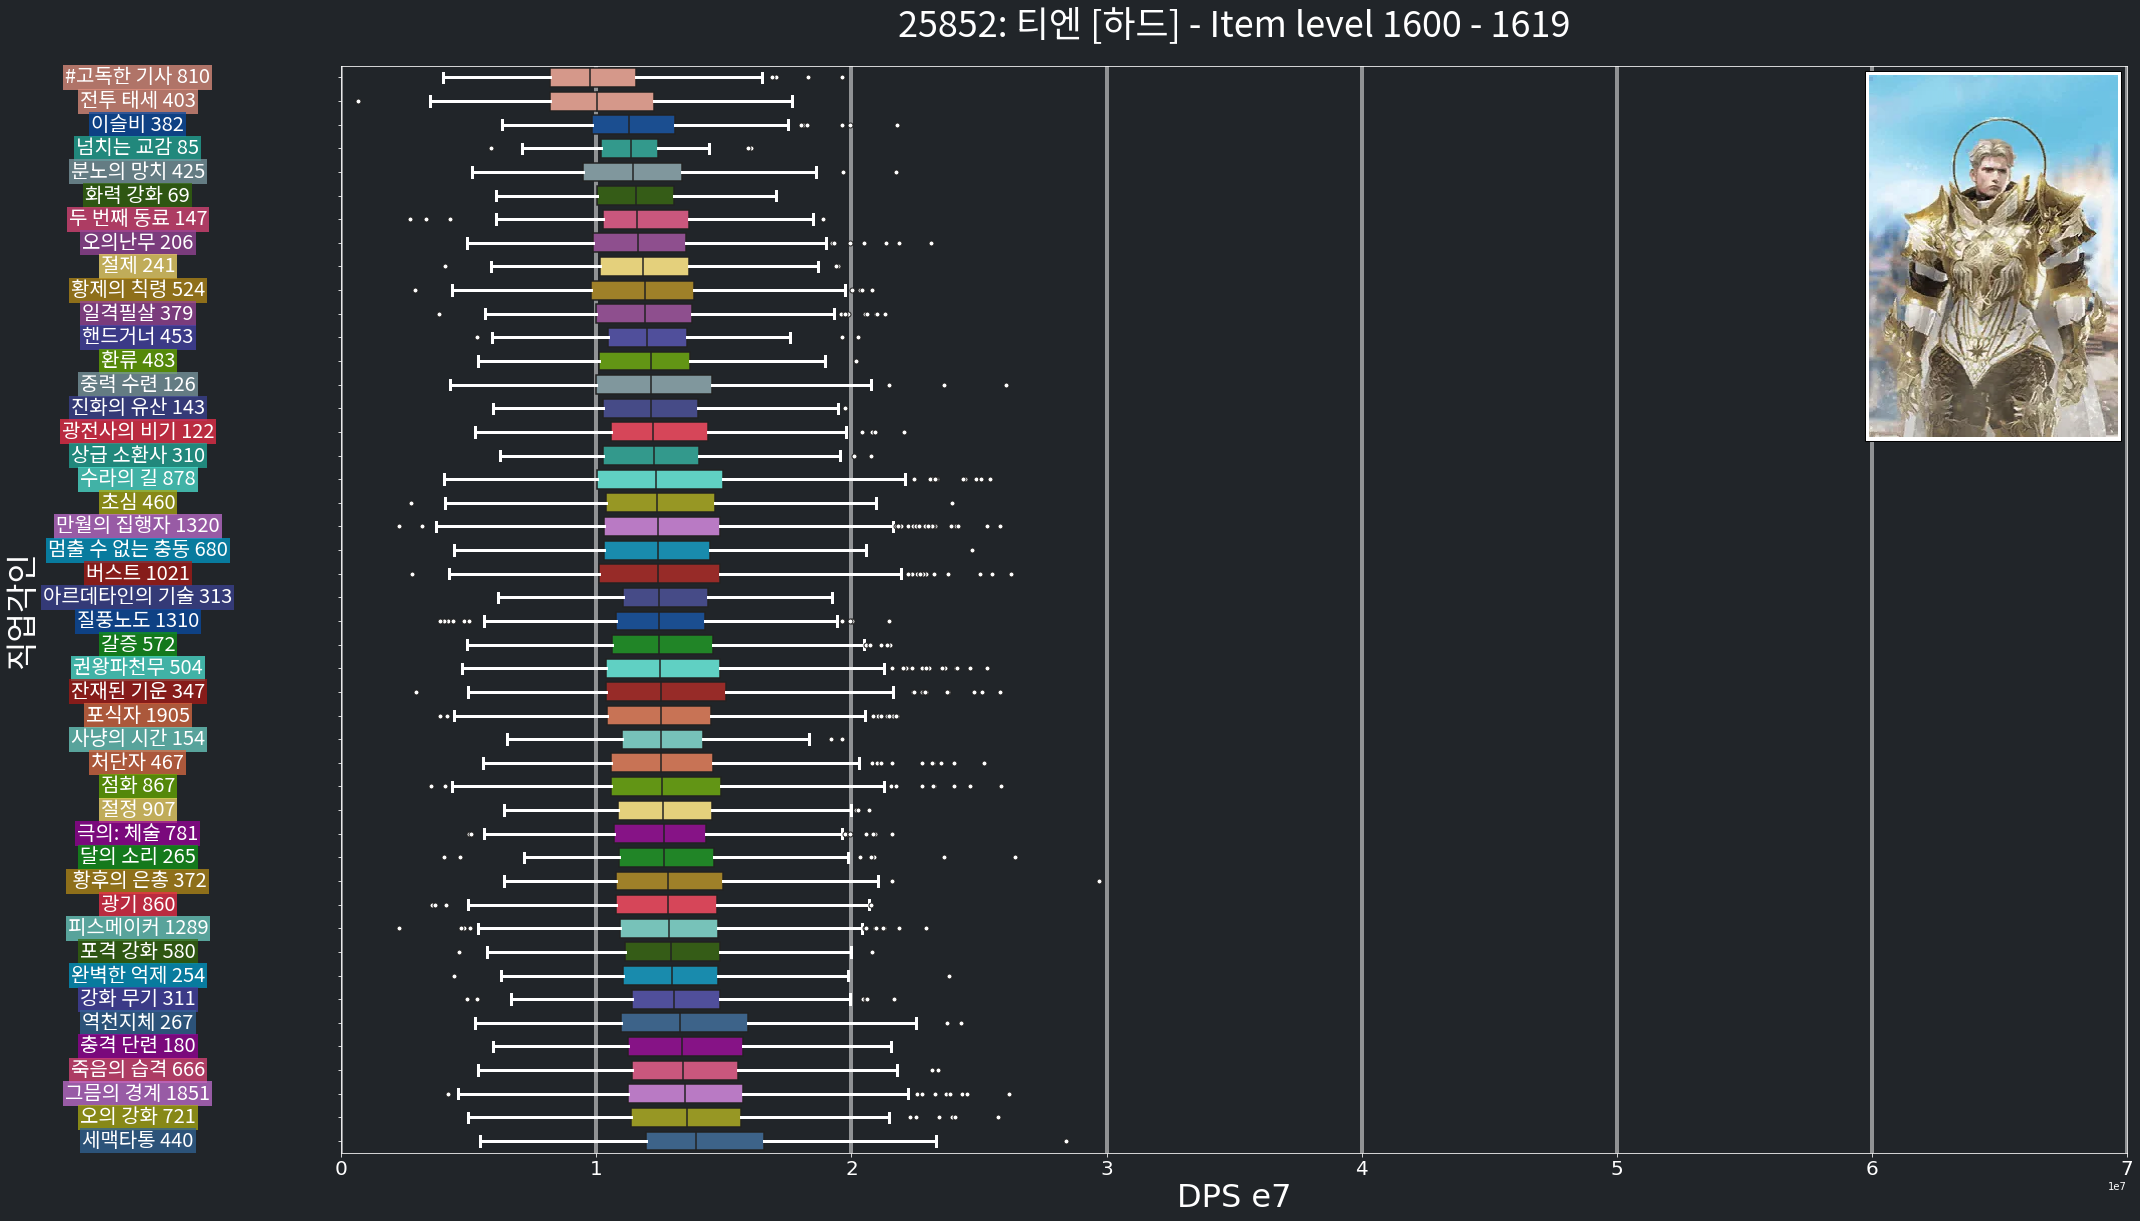 25852: 티엔 [하드] - Item level 1600 - 1619
#고독한 기사 810
전투 태세 403
이슬비 382
넘치는 교감 85
분노의 망치 425
화력 강화 69
두 번째 동료 147
오의난무 206
절제 241
황제의 칙령 524
일격필살 379
핸드거너 453
환류 483
중력 수련 126
진화의 유산 143
광전사의 비기 122
상급 소환사 310
수라의 길 878
초심 460
만월의 집행자 1320
멈출 수 없는 충동 680
버스트 1021
아르데타인의 기술 313
질풍노도 1310
갈증 572
권왕파천무 504
잔재된 기운 347
포식자 1905
사냥의 시간 154
처단자 467
점화 867
절정 907
극의: 체술 781
달의 소리 265
황후의 은총 372
광기 860
피스메이커 1289
포격 강화 580
완벽한 억제 254
강화 무기 311
역천지체 267
충격 단련 180
죽음의 습격 666
그믐의 경계 1851
오의 강화 721
세맥타통 440
직업각인
0 1 2 3 4 5 6 7
1e7
DPS e7